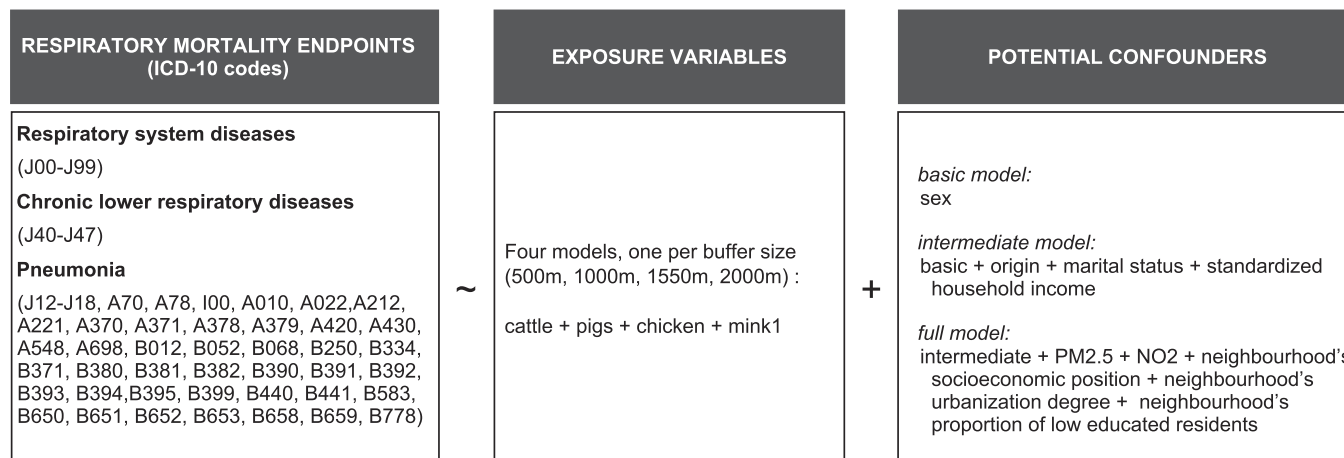 RESPIRATORY MORTALITY ENDPOINTS
(ICD-10 codes)
Respiratory system diseases
(J00-J99)
Chronic lower respiratory diseases
(J40-J47)
Pneumonia
(J12-J18, A70, A78, I00, A010, A022,A212,
A221, A370, A371, A378, A379, A420, A430,
A548, A698, B012, B052, B068, B250, B334,
B371, B380, B381, B382, B390, B391, B392,
B393, B394,B395, B399, B440, B441, B583,
B650, B651, B652, B653, B658, B659, B778)
~
EXPOSURE VARIABLES
Four models, one per buffer size
(500m, 1000m, 1550m, 2000m) :
cattle + pigs + chicken + mink1
+
POTENTIAL CONFOUNDERS
basic model:
sex
intermediate model:
basic + origin + marital status + standardized
household income
full model:
intermediate + PM2.5 + NO2 + neighbourhood's
socioeconomic position + neighbourhood's
urbanization degree + neighbourhood's
proportion of low educated residents